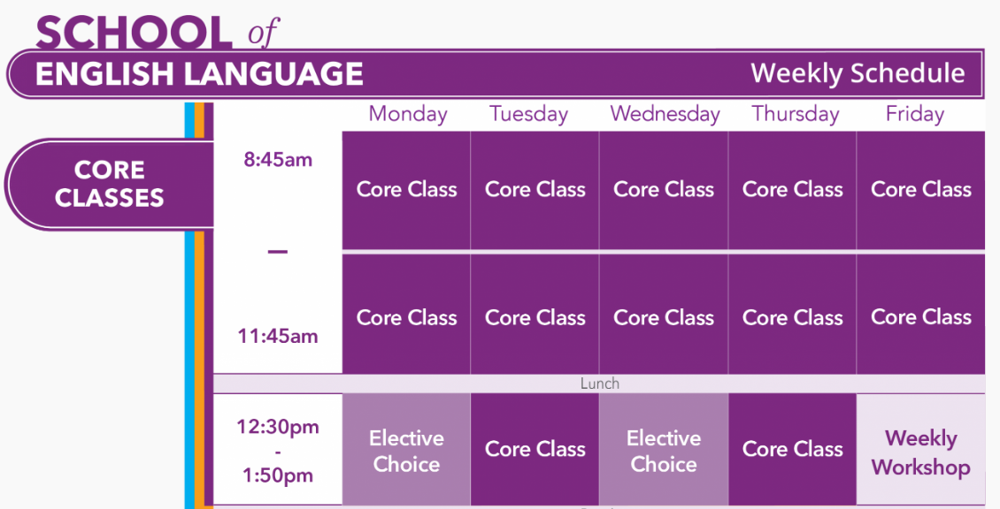 SCHOOL of
ENGLISH LANGUAGE
Weekly Schedule
Monday Tuesday Wednesday Thursday Friday
CORE
CLASSES
8:45am
–
11:45am
Core Class Core Class Core Class Core Class Core Class
Core Class Core Class Core Class Core Class Core Class
Lunch
12:30pm
-
1:50pm
Elective
Choice
Core Class
Elective
Choice
Core Class
Weekly
Workshop